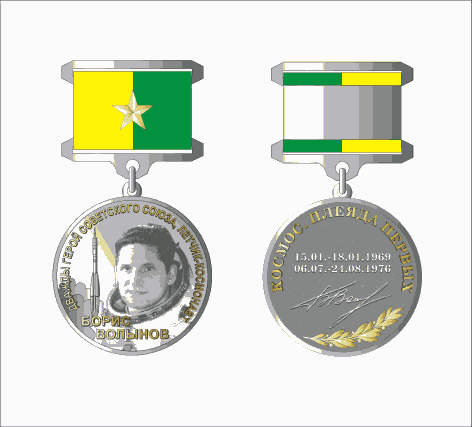 ДВАЖДЫ ГЕРОЙ СОВЕТСКОГО СОЮЗА, ЛЕТЧИК-КОСМОНАВТ
БОРИС
ВОЛЫНОВ
КОСМОС. ПЛЕЯДА ПЕРВЫХ
15.01.-18.01.1969
06.07.-24.08.1976